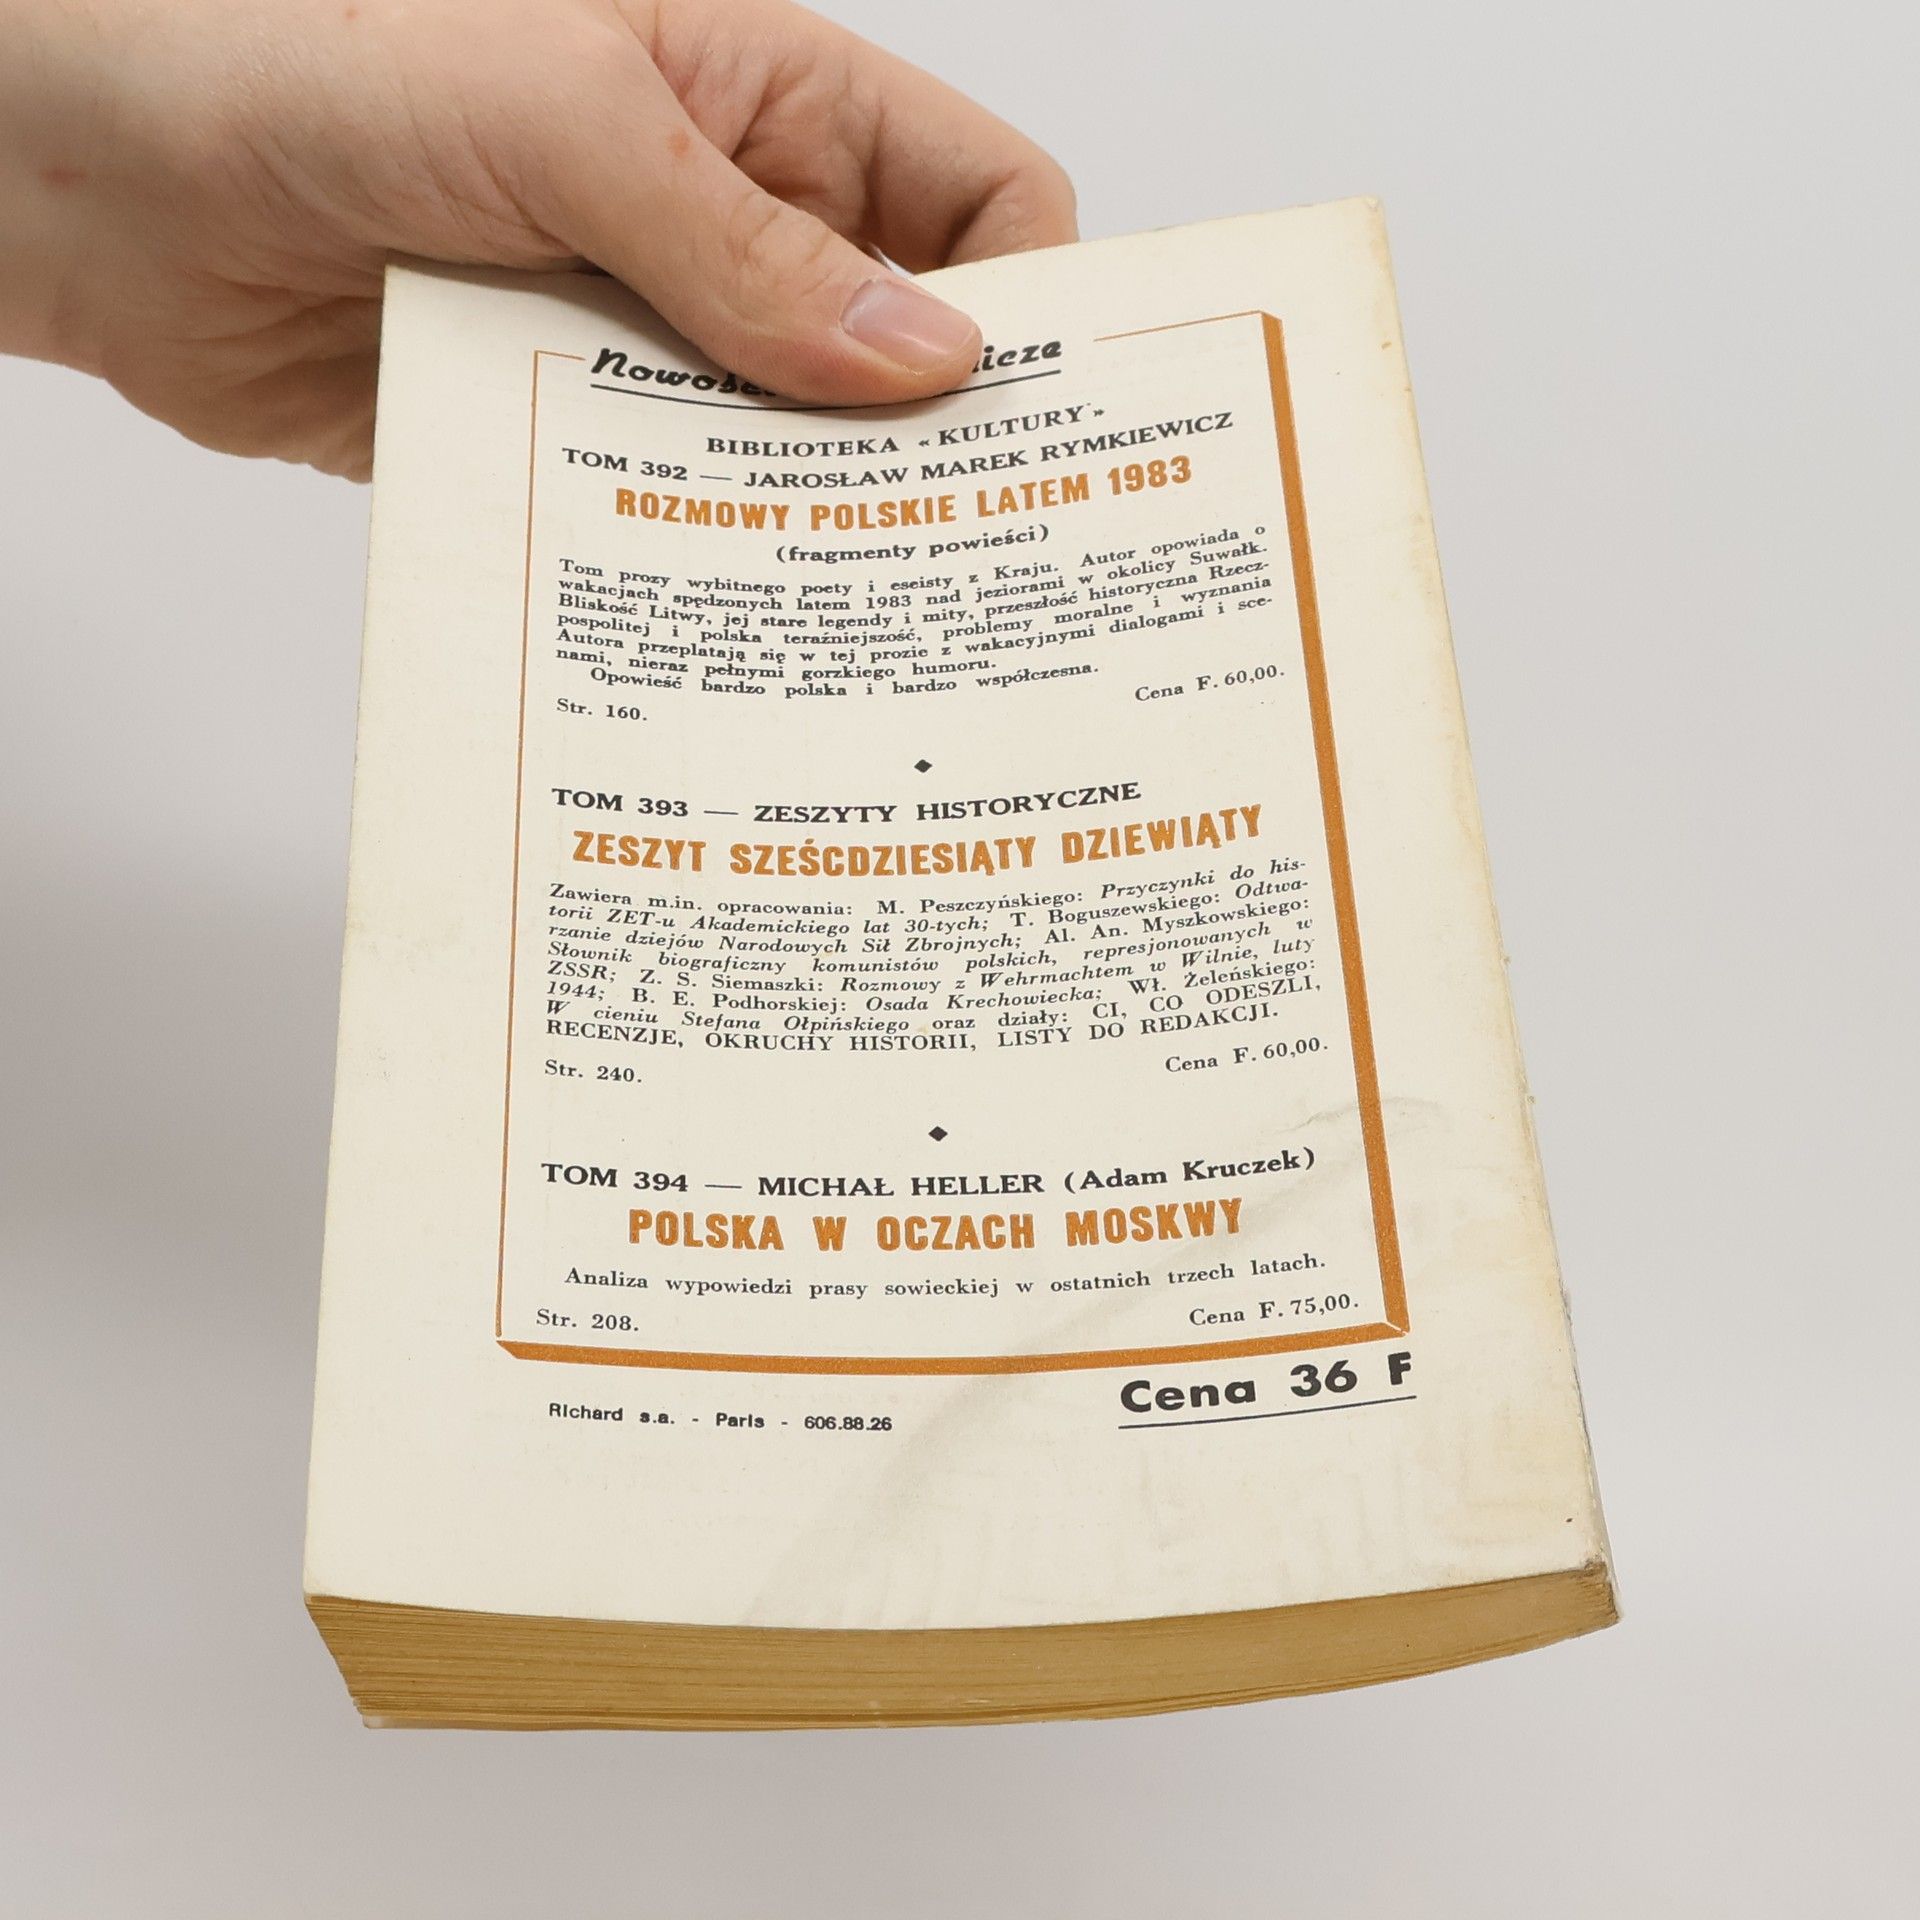 BIBLIOTEKA « KULTURY »
TOM 392 — JAROSŁAW MAREK RYMKIEWICZ
ROZMOWY POLSKIE LATEM 1983
(fragmenty powieści)
Tom prozy wybitnego poety i eseisty z Kraju. Autor opowiada o
wakacjach spędzonych latem 1983 nad jeziorami w okolicy Suwałk.
Bliskość Litwy, jej stare legendy i mity, przeszłość historyczna Rzecz-
pospolitej i polska teraźniejszość, problemy moralne i wyznania
Autora przeplatają się w tej prozie z wakacyjnymi dialogami i sce-
nami, nieraz pełnymi gorzkiego humoru.
Opowieść bardzo polska i bardzo współczesna.
Str. 160. Cena F. 60,00.
TOM 393 — ZESZYTY HISTORYCZNE
ZESZYT SZEŚCDZIESIĄTY DZIEWIĄTY
Zawiera m.in. opracowania: M. Peszczyńskiego: Przyczynki do his-
torii ZET-u Akademickiego lat 30-tych; T. Boguszewskiego: Odtwa-
rzanie dziejów Narodowych Sił Zbrojnych; Al. An. Myszkowskiego:
Słownik biograficzny komunistów polskich, represjonowanych w
ZSSR; Z. S. Siemaszki: Rozmowy z Wehrmachtem w Wilnie, luty
1944; B. E. Podhorskiej: Osada Krechowiecka; Wł. Żeleńskiego:
W cieniu Stefana Ołpińskiego oraz działy: CI, CO ODESZLI,
RECENZJE, OKRUCHY HISTORII, LISTY DO REDAKCJI.
Str. 240. Cena F. 60,00.
TOM 394 — MICHAŁ HELLER (Adam Kruczek)
POLSKA W OCZACH MOSKWY
Analiza wypowiedzi prasy sowieckiej w ostatnich trzech latach.
Str. 208. Cena F. 75,00.
Richard s.a. - Paris - 606.88.26 Cena 36 F